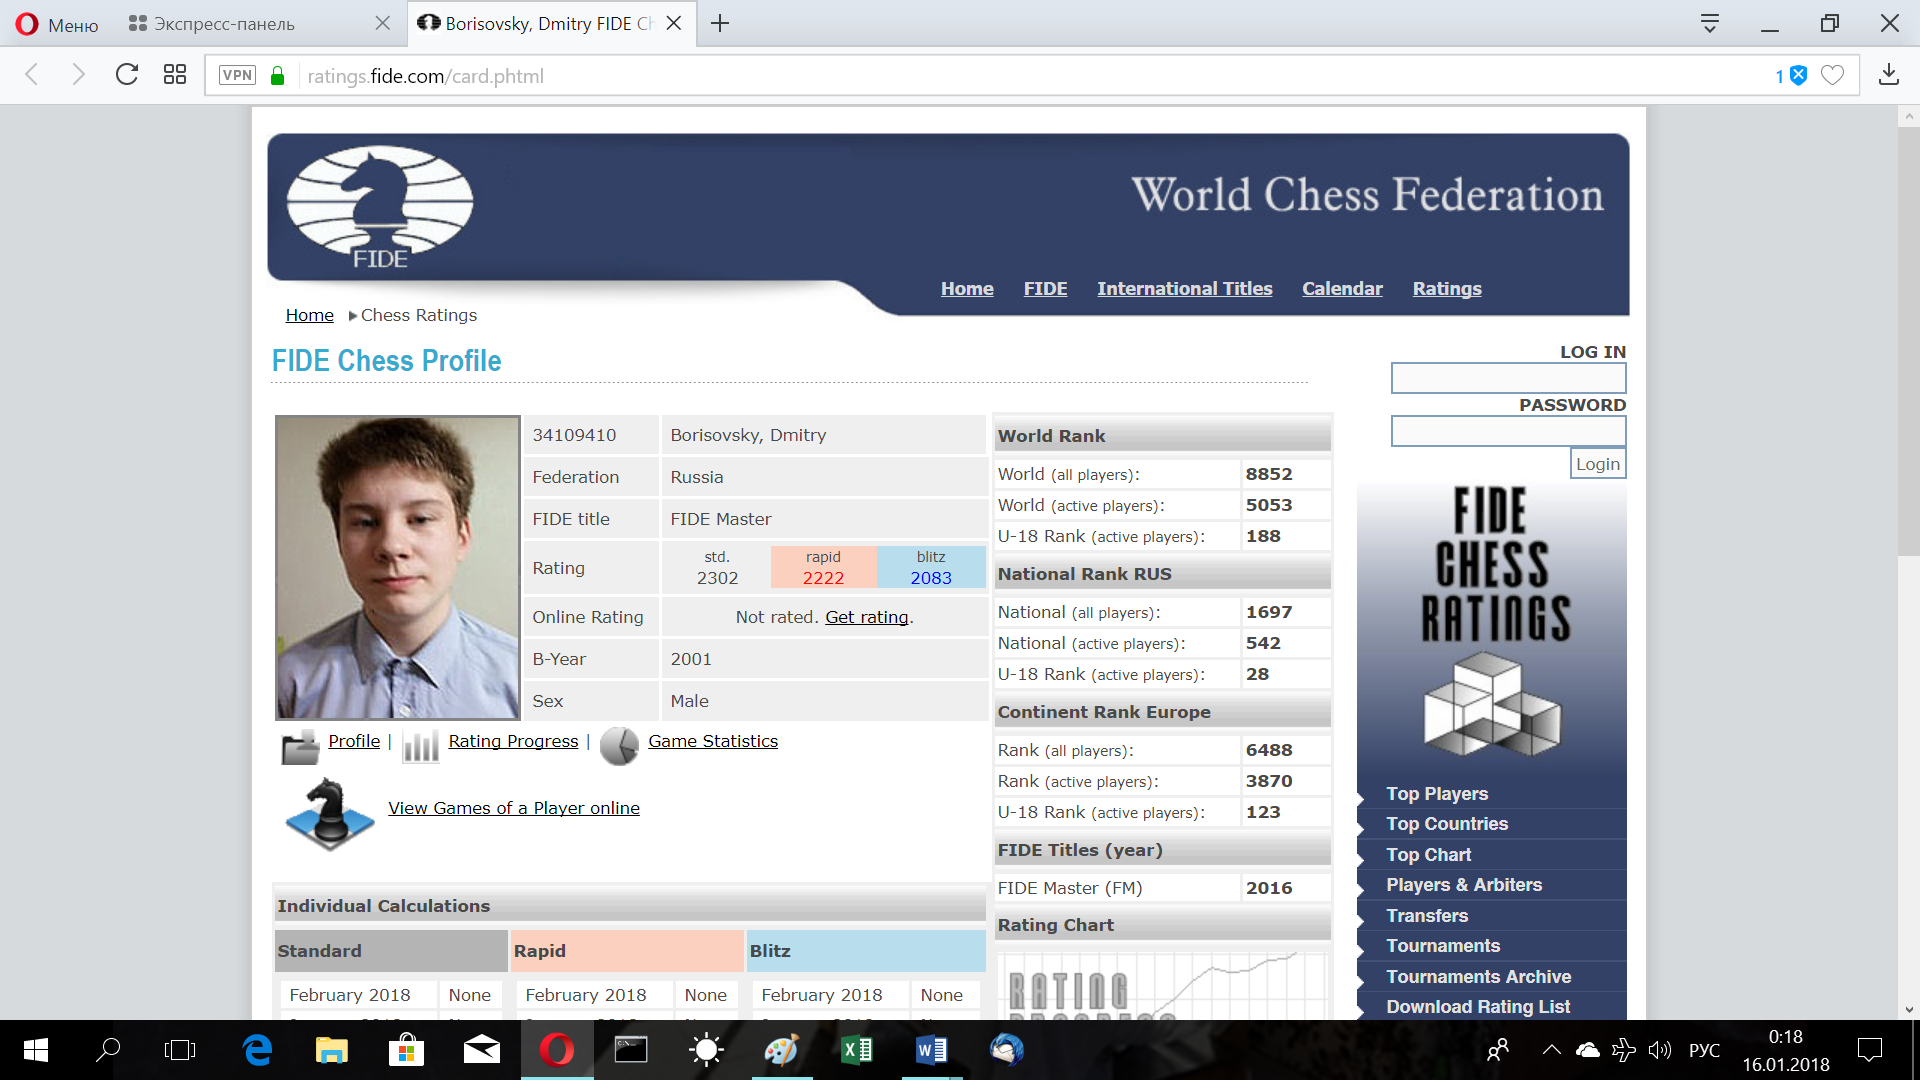 Меню
Экспресс-панель
Borisovsky, Dmitry FIDE Ch
VPN
ratings.fide.com/card.phtml
1
FIDE
World Chess Federation
Home FIDE International Titles Calendar Ratings
Home Chess Ratings
FIDE Chess Profile
34109410 Borisovsky, Dmitry
Federation Russia
FIDE title FIDE Master
Rating std. 2302 rapid 2222 blitz 2083
Online Rating Not rated. Get rating.
B-Year 2001
Sex Male
Profile | Rating Progress | Game Statistics
View Games of a Player online
Individual Calculations
Standard Rapid Blitz
February 2018 None February 2018 None February 2018 None
World Rank
World (all players): 8852
World (active players): 5053
U-18 Rank (active players): 188
National Rank RUS
National (all players): 1697
National (active players): 542
U-18 Rank (active players): 28
Continent Rank Europe
Rank (all players): 6488
Rank (active players): 3870
U-18 Rank (active players): 123
FIDE Titles (year)
FIDE Master (FM) 2016
Rating Chart
RATING
LOG IN
PASSWORD
Login
FIDE
CHESS
RATINGS
Top Players
Top Countries
Top Chart
Players & Arbiters
Transfers
Tournaments
Tournaments Archive
Download Rating List
РУС
0:18
16.01.2018